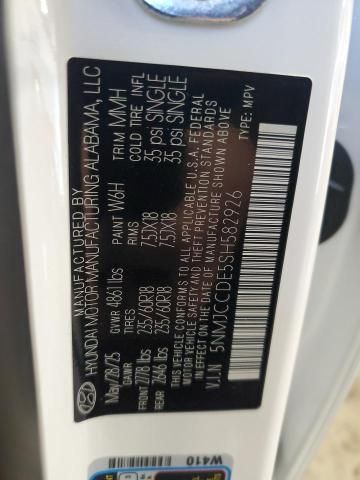 MANUFACTURED BY
HYUNDAI MOTOR MANUFACTURING ALABAMA, LLC
May/28/25 GVWR 4861 lbs PAINT W6H TRIM MMH
GAWR TIRES RIMS COLD TIRE INFL
FRONT 2778 lbs 235/60R18 7.5JX18 35 psi SINGLE
REAR 2646 lbs 235/60R18 7.5JX18 35 psi SINGLE
THIS VEHICLE CONFORMS TO ALL APPLICABLE U.S.A. FEDERAL
MOTOR VEHICLE SAFETY AND THEFT PREVENTION STANDARDS
IN EFFECT ON THE DATE OF MANUFACTURE SHOWN ABOVE
V.I.N 5NMJCCDE5SH582926 TYPE: MPV
W410